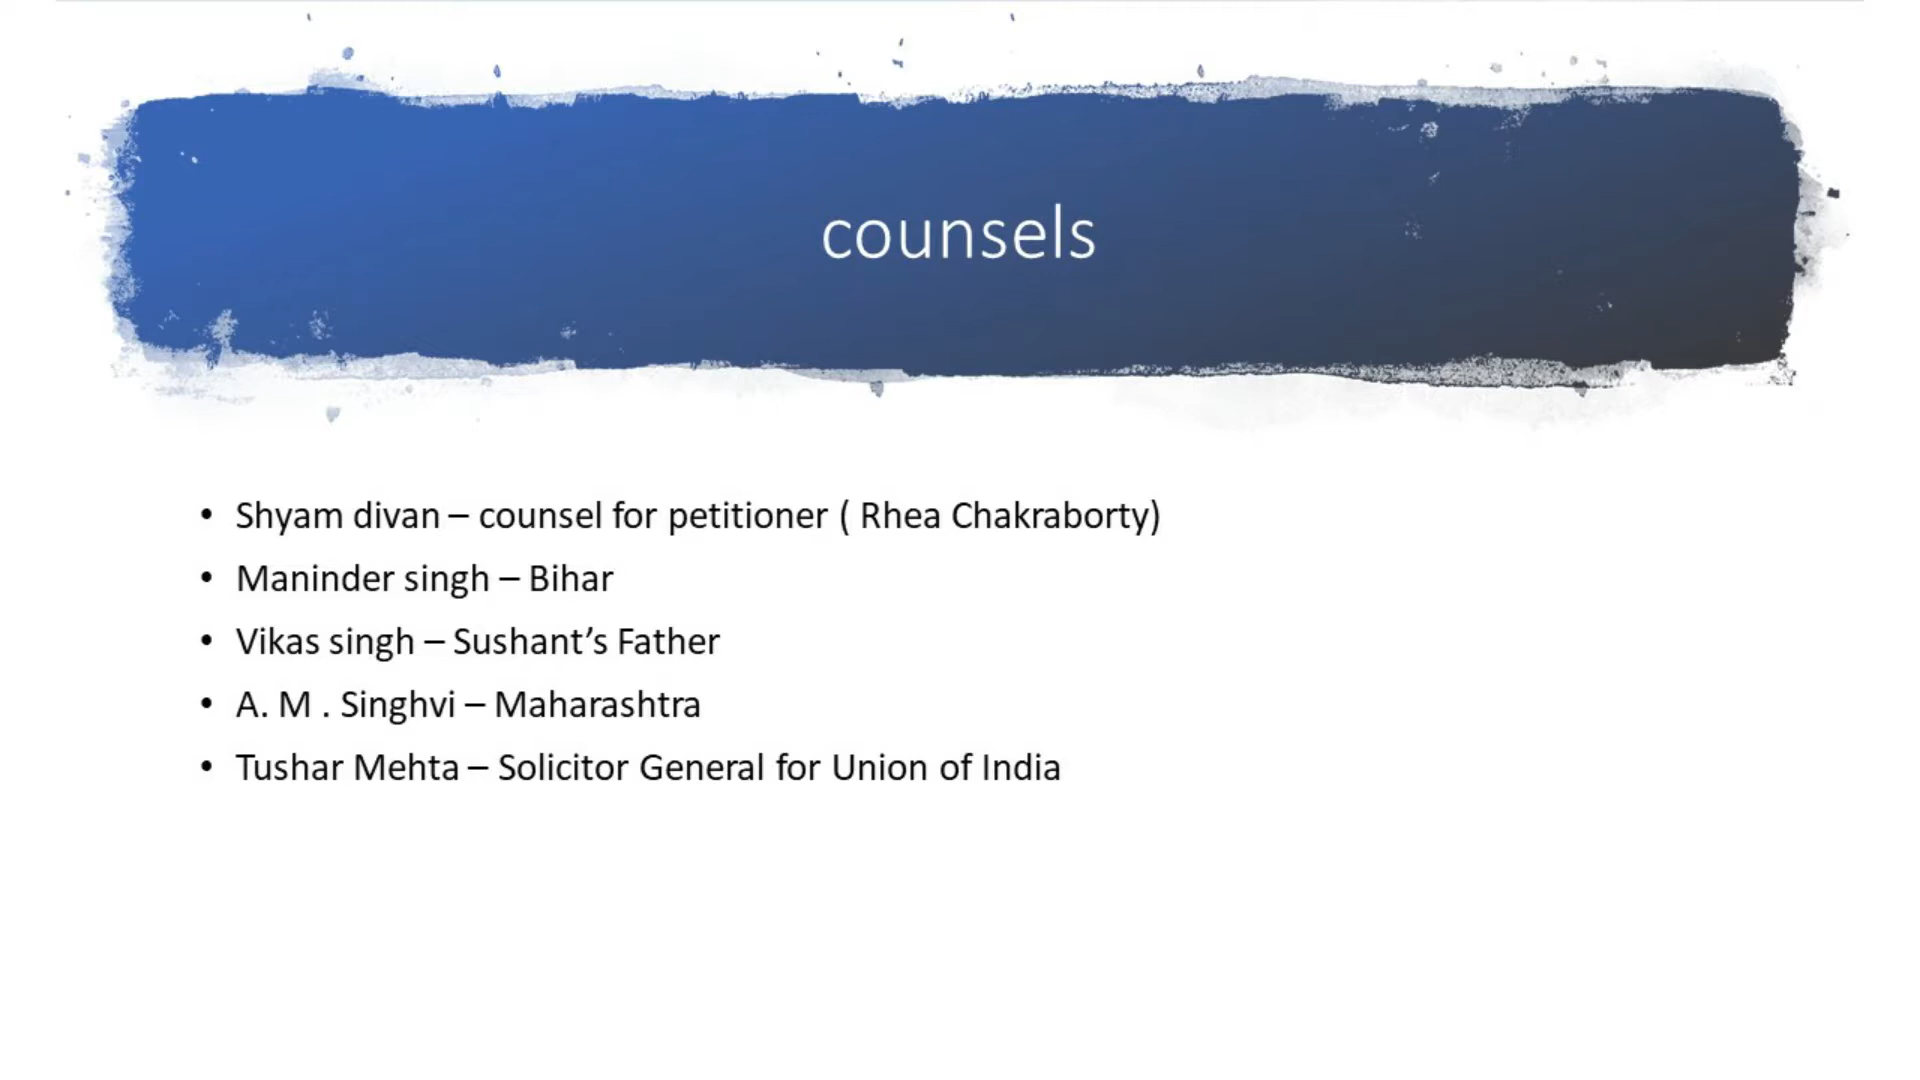 counsels
• Shyam divan – counsel for petitioner ( Rhea Chakraborty)
• Maninder singh – Bihar
• Vikas singh – Sushant’s Father
• A. M . Singhvi – Maharashtra
• Tushar Mehta – Solicitor General for Union of India